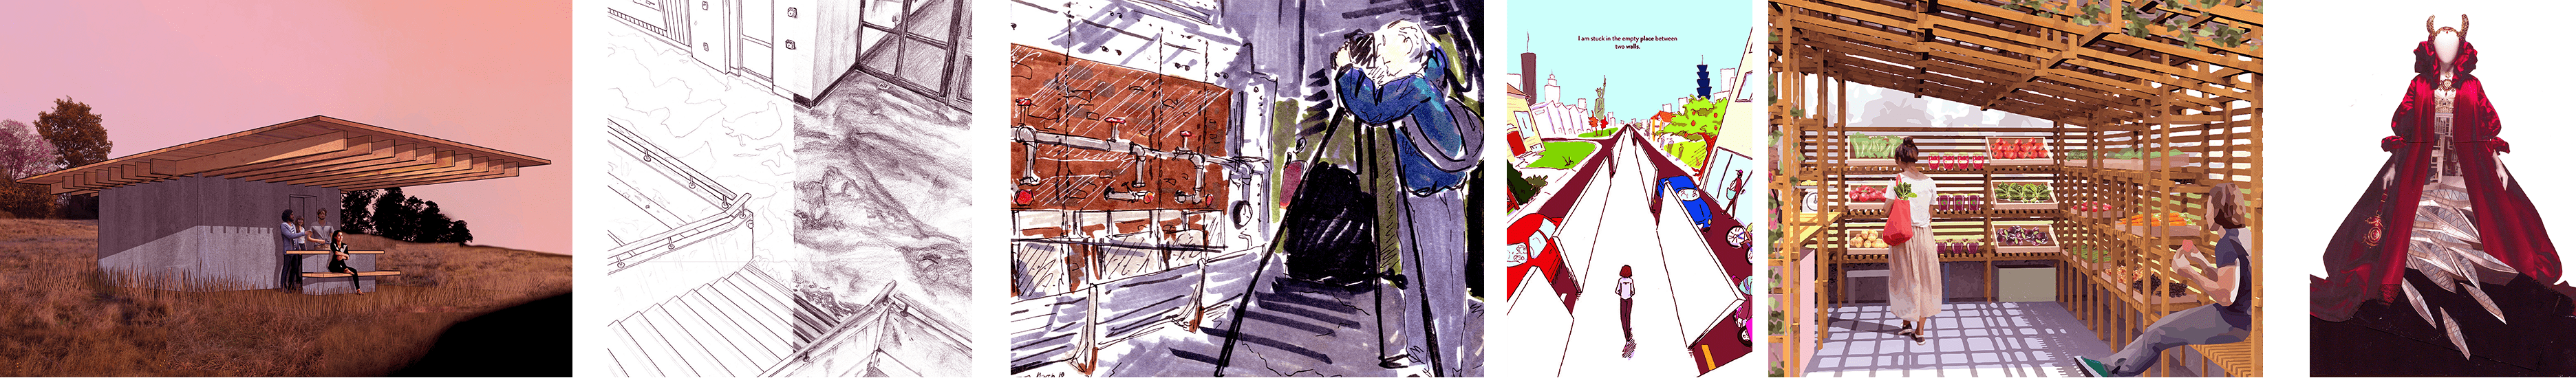 I am stuck in the empty place between
two walls.